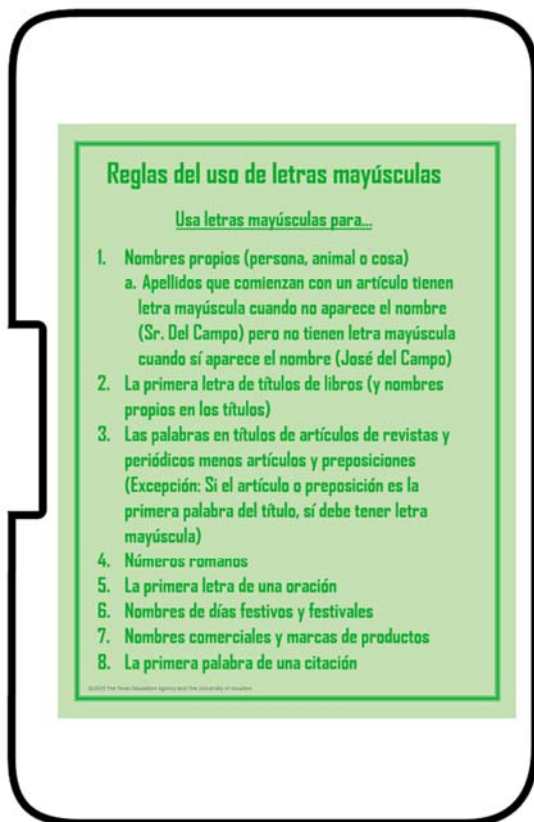 Reglas del uso de letras mayúsculas
Usa letras mayúsculas para...
1. Nombres propios (persona, animal o cosa)
a. Apellidos que comienzan con un artículo tienen
letra mayúscula cuando no aparece el nombre
(Sr. Del Campo) pero no tienen letra mayúscula
cuando sí aparece el nombre (José del Campo)
2. La primera letra de títulos de libros (y nombres
propios en los títulos)
3. Las palabras en títulos de artículos de revistas y
periódicos menos artículos y preposiciones
(Excepción: Si el artículo o preposición es la
primera palabra del título, sí debe tener letra
mayúscula)
4. Números romanos
5. La primera letra de una oración
6. Nombres de días festivos y festivales
7. Nombres comerciales y marcas de productos
8. La primera palabra de una citación
©2015 The Texas Education Agency and The University of Houston